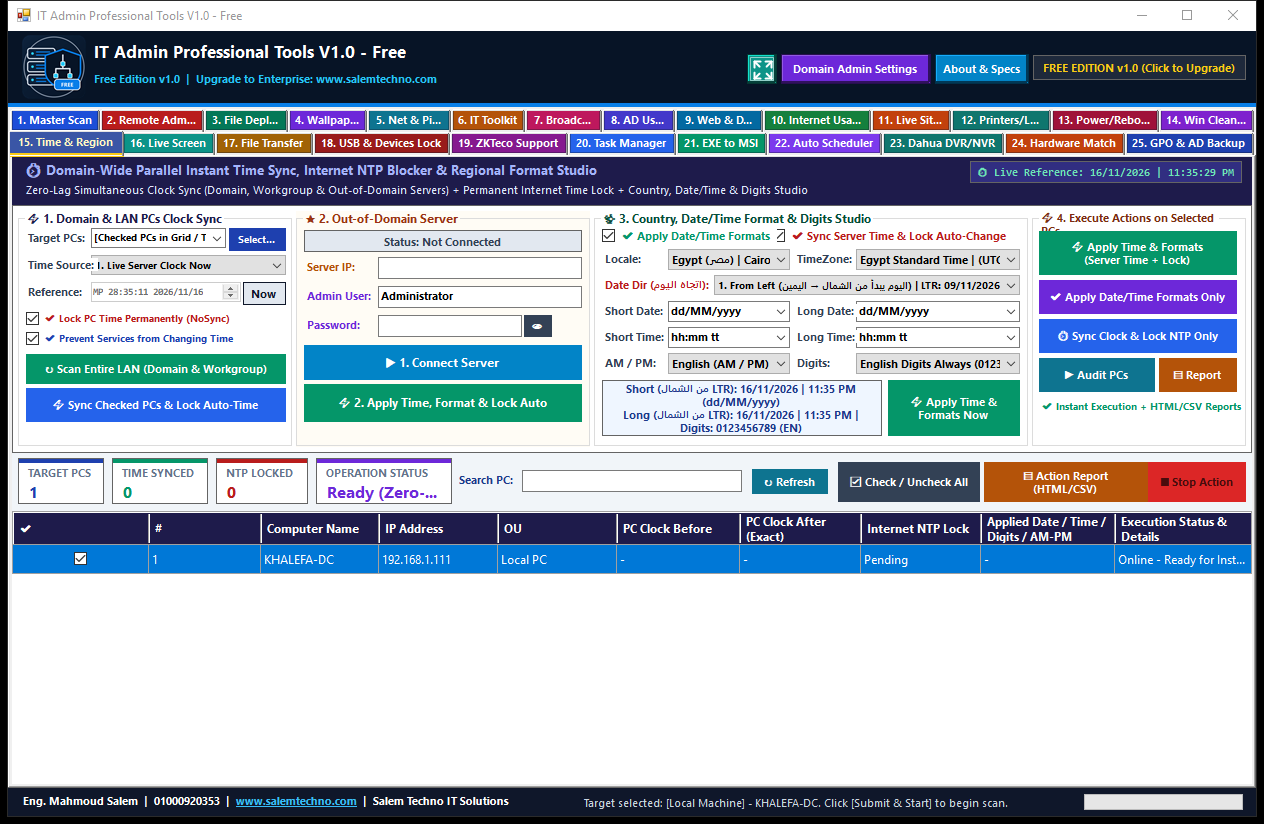 IT Admin Professional Tools V1.0 - Free
IT Admin Professional Tools V1.0 - Free
Free Edition v1.0 | Upgrade to Enterprise: www.salemtechno.com
FREE
Domain Admin Settings
About & Specs
FREE EDITION v1.0 (Click to Upgrade)
1. Master Scan
2. Remote Adm...
3. File Depl...
4. Wallpap...
5. Net & Pi...
6. IT Toolkit
7. Broadc...
8. AD Us...
9. Web & D...
10. Internet Usa...
11. Live Sit...
12. Printers/L...
13. Power/Rebo...
14. Win Clean...
15. Time & Region
16. Live Screen
17. File Transfer
18. USB & Devices Lock
19. ZKTeco Support
20. Task Manager
21. EXE to MSI
22. Auto Scheduler
23. Dahua DVR/NVR
24. Hardware Match
25. GPO & AD Backup
Domain-Wide Parallel Instant Time Sync, Internet NTP Blocker & Regional Format Studio
Live Reference: 16/11/2026 | 11:35:29 PM
Zero-Lag Simultaneous Clock Sync (Domain, Workgroup & Out-of-Domain Servers) + Permanent Internet Time Lock + Country, Date/Time & Digits Studio
1. Domain & LAN PCs Clock Sync
Target PCs: [Checked PCs in Grid / T
Select...
Time Source: I. Live Server Clock Now
Reference: MP 28:35:11 2026/11/16
Now
✔ Lock PC Time Permanently (NoSync)
✔ Prevent Services from Changing Time
Scan Entire LAN (Domain & Workgroup)
Sync Checked PCs & Lock Auto-Time
★ 2. Out-of-Domain Server
Status: Not Connected
Server IP:
Admin User: Administrator
Password:
▶ 1. Connect Server
2. Apply Time, Format & Lock Auto
3. Country, Date/Time Format & Digits Studio
✔ Apply Date/Time Formats
✔ Sync Server Time & Lock Auto-Change
Locale: Egypt (مصر) | Cairo
TimeZone: Egypt Standard Time | (UTC
Date Dir (اتجاه اليوم): 1. From Left (اليوم يبدأ من الشمال → اليمين) | LTR: 09/11/2026
Short Date: dd/MM/yyyy
Long Date: dd/MM/yyyy
Short Time: hh:mm tt
Long Time: hh:mm tt
AM / PM: English (AM / PM)
Digits: English Digits Always (0123
Short (من الشمال LTR): 16/11/2026 | 11:35 PM
(dd/MM/yyyy)
Long (من الشمال LTR): 16/11/2026 | 11:35 PM |
Digits: 0123456789 (EN)
Apply Time &
Formats Now
4. Execute Actions on Selected
Apply Time & Formats
(Server Time + Lock)
✔ Apply Date/Time Formats Only
Sync Clock & Lock NTP Only
▶ Audit PCs
Report
✔ Instant Execution + HTML/CSV Reports
TARGET PCS
1
TIME SYNCED
0
NTP LOCKED
0
OPERATION STATUS
Ready (Zero-...
Search PC:
Refresh
Check / Uncheck All
Action Report
(HTML/CSV)
Stop Action
✔ # Computer Name IP Address OU PC Clock Before PC Clock After (Exact) Internet NTP Lock Applied Date / Time / Digits / AM-PM Execution Status & Details
1 KHALEFA-DC 192.168.1.111 Local PC - - Pending - Online - Ready for Inst...
Eng. Mahmoud Salem | 01000920353 | www.salemtechno.com | Salem Techno IT Solutions
Target selected: [Local Machine] - KHALEFA-DC. Click [Submit & Start] to begin scan.